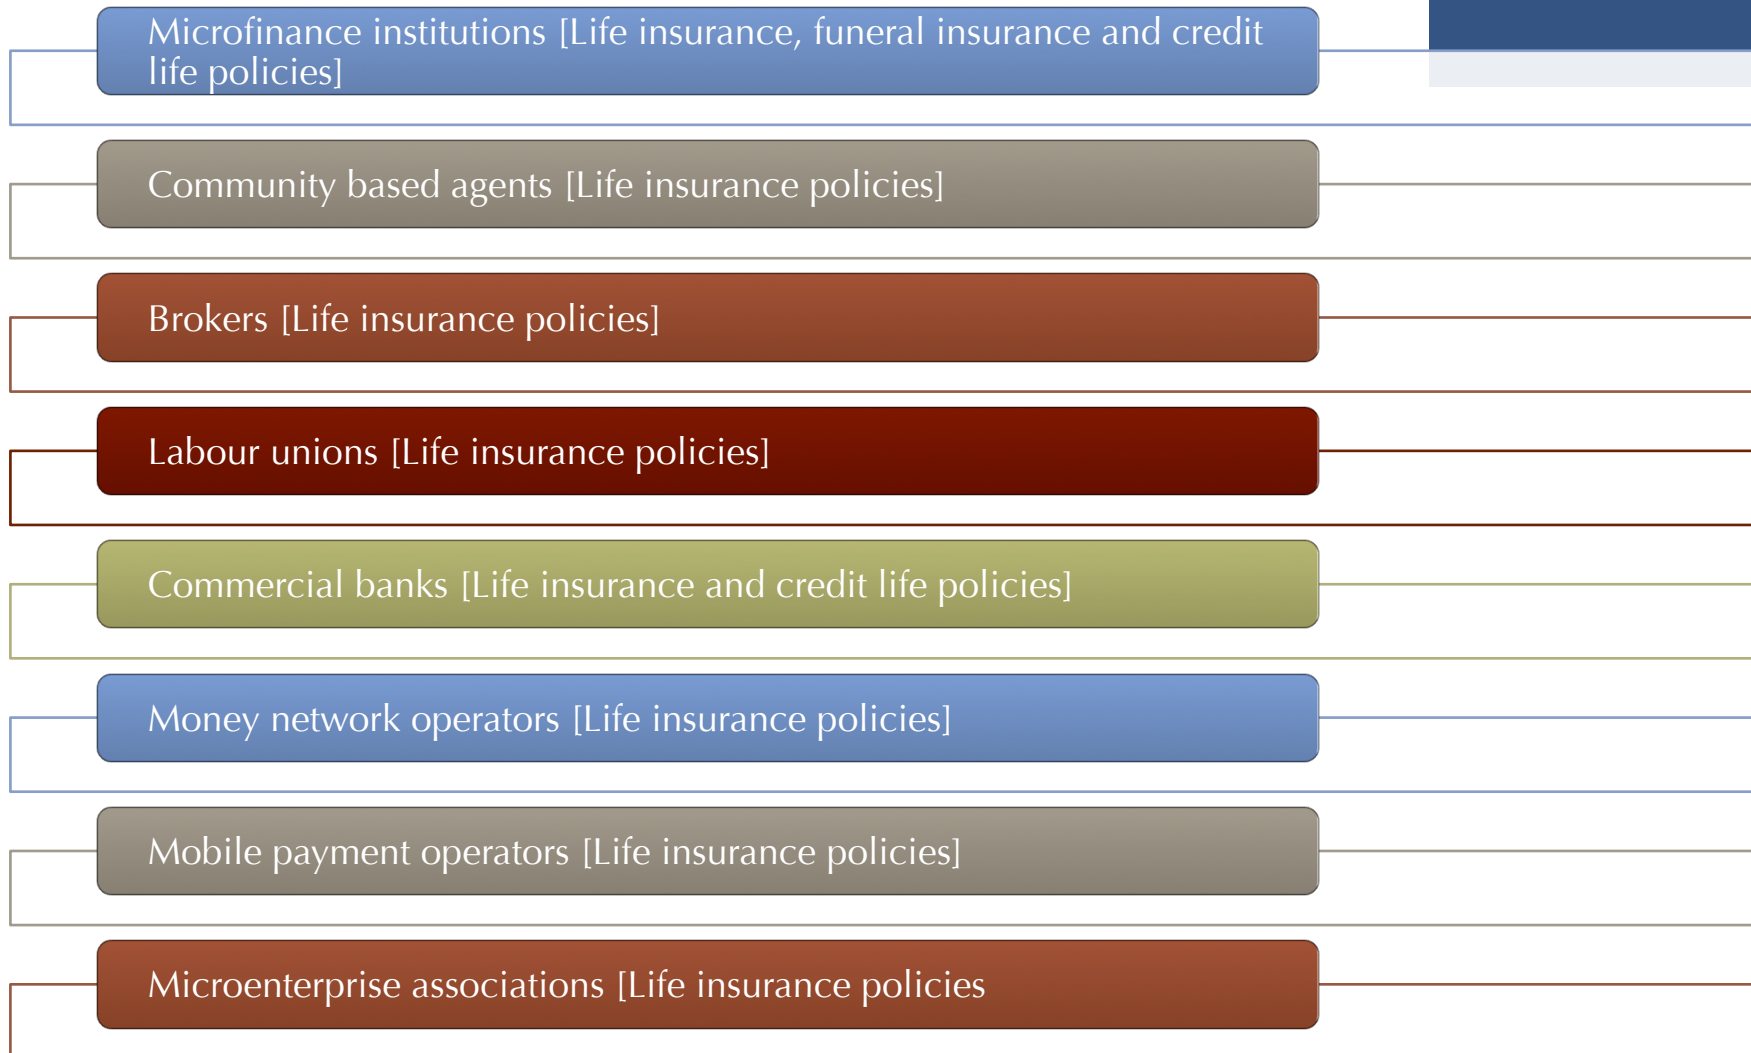 Microfinance institutions [Life insurance, funeral insurance and credit
life policies]
Community based agents [Life insurance policies]
Brokers [Life insurance policies]
Labour unions [Life insurance policies]
Commercial banks [Life insurance and credit life policies]
Money network operators [Life insurance policies]
Mobile payment operators [Life insurance policies]
Microenterprise associations [Life insurance policies